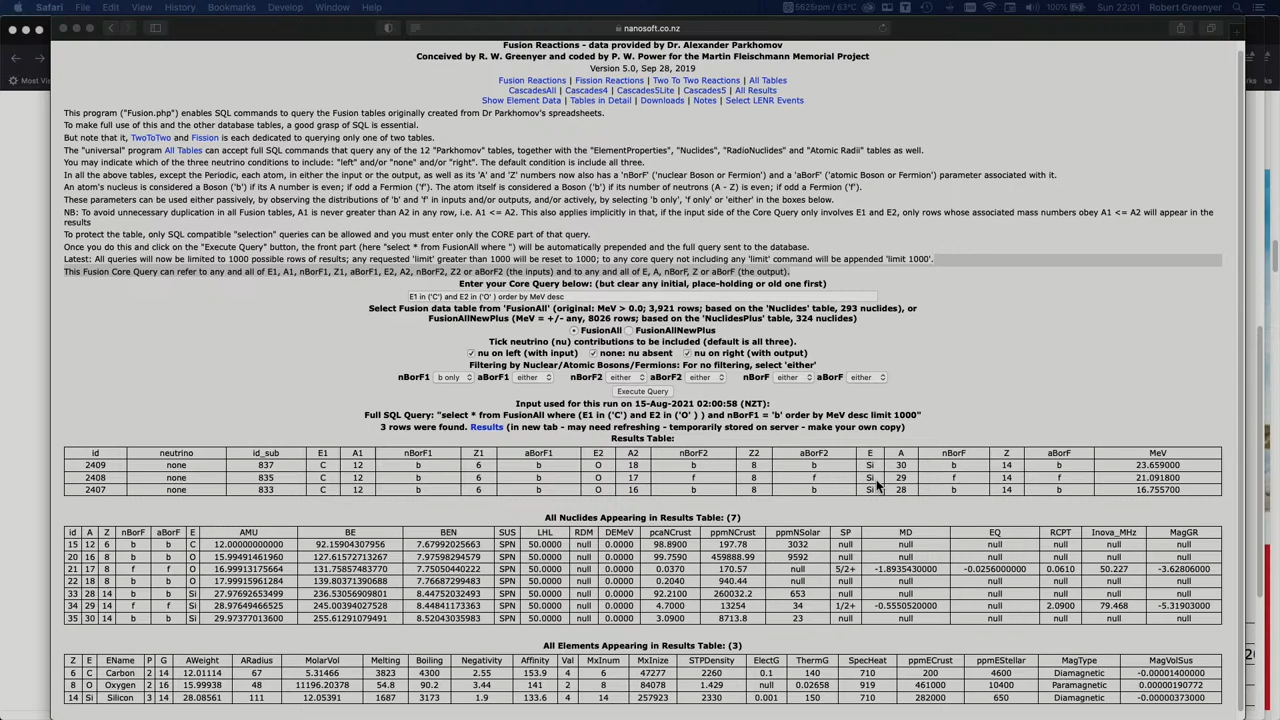 Safari File Edit View History Bookmarks Develop Window Help 5625rpm / 63°C 100% Sun 22:01 Robert Greenyer
nanosoft.co.nz
Most Vi
Fusion Reactions - data provided by Dr. Alexander Parkhomov
Conceived by R. W. Greenyer and coded by P. W. Power for the Martin Fleischmann Memorial Project
Version 5.0, Sep 28, 2019
Fusion Reactions | Fission Reactions | Two To Two Reactions | All Tables
CascadesAll | Cascades4 | Cascades5Lite | Cascades5 | All Results
Show Element Data | Tables in Detail | Downloads | Notes | Select LENR Events
This program ("Fusion.php") enables SQL commands to query the Fusion tables originally created from Dr Parkhomov's spreadsheets.
To make full use of this and the other database tables, a good grasp of SQL is essential.
But note that it, TwoToTwo and Fission is each dedicated to querying only one of two tables.
The "universal" program All Tables can accept full SQL commands that query any of the 12 "Parkhomov" tables, together with the "ElementProperties", "Nuclides", "RadioNuclides" and "Atomic Radii" tables as well.
You may indicate which of the three neutrino conditions to include: "left" and/or "none" and/or "right". The default condition is include all three.
In all the above tables, except the Periodic, each atom, in either the input or the output, as well as its 'A' and 'Z' numbers now also has a 'nBorF' ('nuclear Boson or Fermion') and a 'aBorF' ('atomic Boson or Fermion') parameter associated with it.
An atom's nucleus is considered a Boson ('b') if its A number is even; if odd a Fermion ('f'). The atom itself is considered a Boson ('b') if its number of neutrons (A - Z) is even; if odd a Fermion ('f').
These parameters can be used either passively, by observing the distributions of 'b' and 'f' in inputs and/or outputs, and/or actively, by selecting 'b only', 'f only' or 'either' in the boxes below.
NB: To avoid unnecessary duplication in all Fusion tables, A1 is never greater than A2 in any row, i.e. A1 <= A2. This also applies implicitly in that, if the input side of the Core Query only involves E1 and E2, only rows whose associated mass numbers obey A1 <= A2 will appear in the
results
To protect the table, only SQL compatible "selection" queries can be allowed and you must enter only the CORE part of that query.
Once you do this and click on the "Execute Query" button, the front part (here "select * from FusionAll where ") will be automatically prepended and the full query sent to the database.
Latest: All queries will now be limited to 1000 possible rows of results; any requested 'limit' greater than 1000 will be reset to 1000; to any core query not including any 'limit' command will be appended 'limit 1000'.
This Fusion Core Query can refer to any and all of E1, A1, nBorF1, Z1, aBorF1, E2, A2, nBorF2, Z2 or aBorF2 (the inputs) and to any and all of E, A, nBorF, Z or aBorF (the output).
Enter your Core Query below: (but clear any initial, place-holding or old one first)
E1 in ('C') and E2 in ('O' ) order by MeV desc
Select Fusion data table from 'FusionAll' (original: MeV > 0.0; 3,921 rows; based on the 'Nuclides' table, 293 nuclides), or
FusionAllNewPlus (MeV = +/- any, 8026 rows; based on the 'NuclidesPlus' table, 324 nuclides)
FusionAll FusionAllNewPlus
Tick neutrino (nu) contributions to be included (default is all three).
nu on left (with input) none: nu absent nu on right (with output)
Filtering by Nuclear/Atomic Bosons/Fermions: For no filtering, select 'either'
nBorF1 b only aBorF1 either nBorF2 either aBorF2 either nBorF either aBorF either
Execute Query
Input used for this run on 15-Aug-2021 02:00:58 (NZT):
Full SQL Query: "select * from FusionAll where (E1 in ('C') and E2 in ('O' ) ) and nBorF1 = 'b' order by MeV desc limit 1000"
3 rows were found. Results (in new tab - may need refreshing - temporarily stored on server - make your own copy)
Results Table:
id neutrino id_sub E1 A1 nBorF1 Z1 aBorF1 E2 A2 nBorF2 Z2 aBorF2 E A nBorF Z aBorF MeV
2409 none 837 C 12 b 6 b O 18 b 8 b Si 30 b 14 b 23.659000
2408 none 835 C 12 b 6 b O 17 f 8 f Si 29 f 14 f 21.091800
2407 none 833 C 12 b 6 b O 16 b 8 b Si 28 b 14 b 16.755700
All Nuclides Appearing in Results Table: (7)
id A Z nBorF aBorF E AMU BE BEN SUS LHL RDM DEMeV pcaNCrust ppmNCrust ppmNSolar SP MD EQ RCPT Inova_MHz MagGR
15 12 6 b b C 12.00000000000 92.15904307956 7.67992025663 SPN 50.0000 null 0.0000 98.8900 197.78 3032 null null null null null null
20 16 8 b b O 15.99491461960 127.61572713267 7.97598294579 SPN 50.0000 null 0.0000 99.7590 459888.99 9592 null null null null null null
21 17 8 f f O 16.99913175664 131.75857483770 7.75050440222 SPN 50.0000 null 0.0000 0.0370 170.57 null 5/2+ -1.8935430000 -0.0256000000 0.0610 50.227 -3.62806000
22 18 8 b b O 17.99915961284 139.80371390688 7.76687299483 SPN 50.0000 null 0.0000 0.2040 940.44 null null null null null null null
33 28 14 b b Si 27.97692653499 236.53605909801 8.44752032493 SPN 50.0000 null 0.0000 92.2100 260032.2 653 null null null null null null
34 29 14 f f Si 28.97649466525 245.00394027528 8.44841173363 SPN 50.0000 null 0.0000 4.7000 13254 34 1/2+ -0.5550520000 null 2.0900 79.468 -5.31903000
35 30 14 b b Si 29.97377013600 255.61291079491 8.52043035983 SPN 50.0000 null 0.0000 3.0900 8713.8 23 null null null null null null
All Elements Appearing in Results Table: (3)
Z E EName P G AWeight ARadius MolarVol Melting Boiling Negativity Affinity Val MxInum MxInize STPDensity ElectG ThermG SpecHeat ppmECrust ppmEStellar MagType MagVolSus
6 C Carbon 2 14 12.01114 67 5.31466 3823 4300 2.55 153.9 4 6 47277 2260 0.1 140 710 200 4600 Diamagnetic -0.00001400000
8 O Oxygen 2 16 15.99938 48 11196.20378 54.8 90.2 3.44 141 2 8 84078 1.429 null 0.02658 919 461000 10400 Paramagnetic 0.00000190772
14 Si Silicon 3 14 28.08561 111 12.05391 1687 3173 1.9 133.6 4 14 257923 2330 0.001 150 710 282000 650 Diamagnetic -0.00000373000